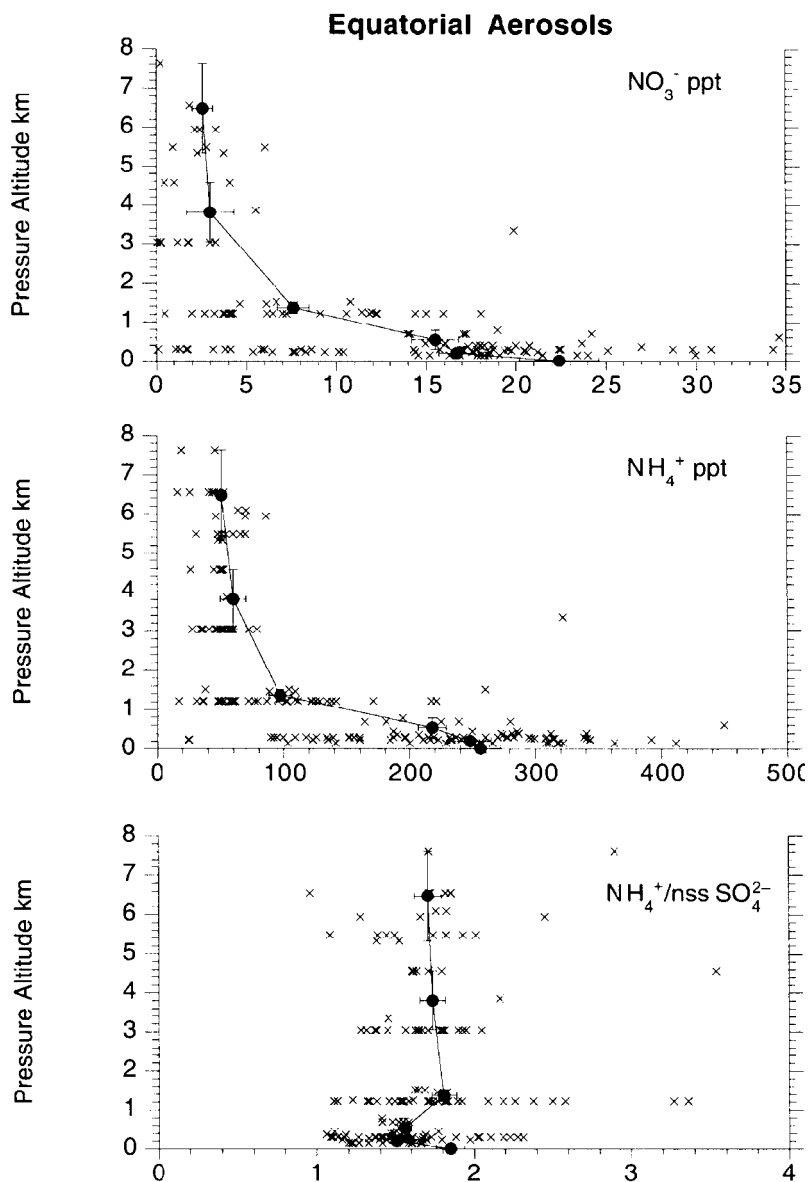 Equatorial Aerosols
NO₃⁻ ppt
Pressure Altitude km
8
7
6
5
4
3
2
1
0
0 5 10 15 20 25 30 35
NH₄⁺ ppt
Pressure Altitude km
8
7
6
5
4
3
2
1
0
0 100 200 300 400 500
NH₄⁺/nss SO₄²⁻
Pressure Altitude km
8
7
6
5
4
3
2
1
0
0 1 2 3 4